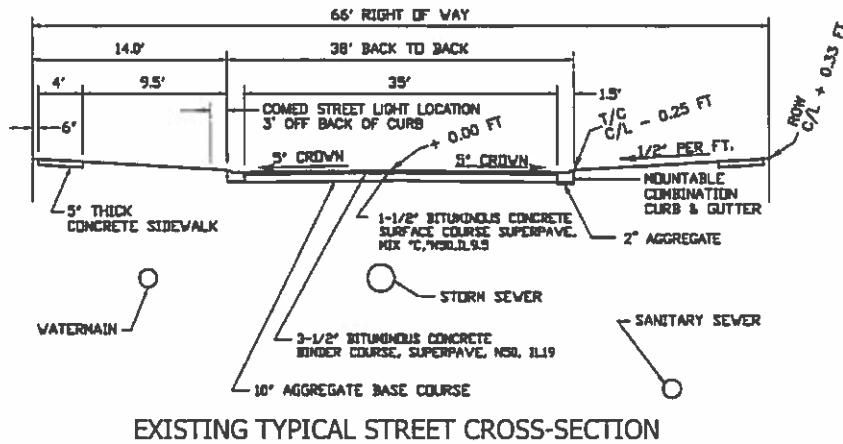 66' RIGHT OF WAY
14.0'
38' BACK TO BACK
4'
9.5'
35'
1.5'
6"
COMED STREET LIGHT LOCATION
3' OFF BACK OF CURB
+ 0.00 FT
T/C
C/L - 0.25 FT
ROW
C/L + 0.33 FT
5" CROWN
5" CROWN
1/2" PER FT.
5" THICK
CONCRETE SIDEWALK
MOUNTABLE
COMBINATION
CURB & GUTTER
1-1/2" BITUMINOUS CONCRETE
SURFACE COURSE SUPERPAVE,
MIX "C,"N50,IL9.5
2" AGGREGATE
WATERMAIN
STORM SEWER
SANITARY SEWER
3-1/2" BITUMINOUS CONCRETE
BINDER COURSE, SUPERPAVE, N50, IL19
10" AGGREGATE BASE COURSE
EXISTING TYPICAL STREET CROSS-SECTION